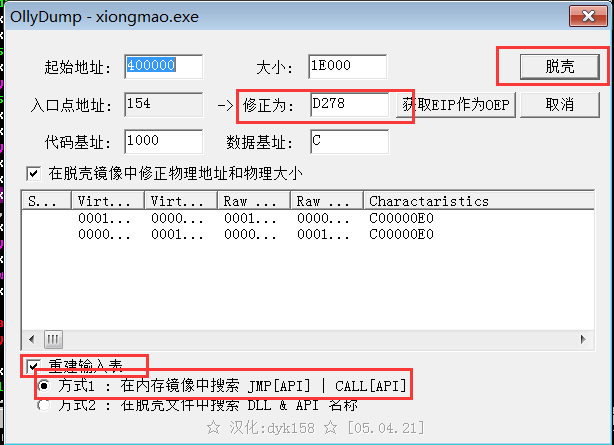 OllyDump - xiongmao.exe
起始地址: 400000 大小: 1E000 脱壳
入口点地址: 154 -> 修正为: D278 获取EIP作为OEP 取消
代码基址: 1000 数据基址: C
在脱壳镜像中修正物理地址和物理大小
S... Virt... Virt... Raw ... Raw ... Charactaristics
0001... 0000... 0001... 0000... C00000E0
0000... 0001... 0000... 0001... C00000E0
重建输入表
方式1 : 在内存镜像中搜索 JMP[API] | CALL[API]
方式2 : 在脱壳文件中搜索 DLL & API 名称
☆ 汉化:dyk158 ☆ [05.04.21]